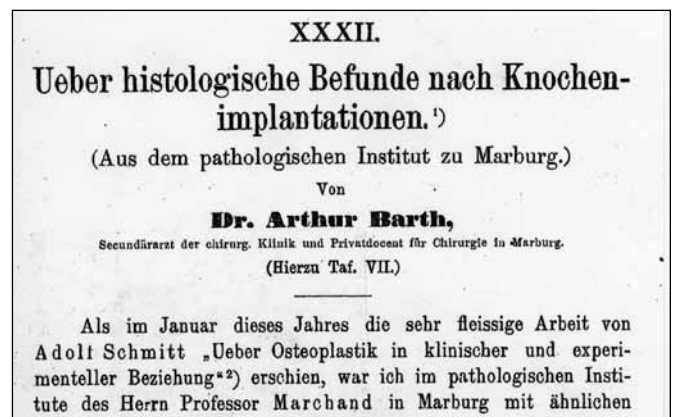 XXXII.
Ueber histologische Befunde nach Knochen-
implantationen.¹)
(Aus dem pathologischen Institut zu Marburg.)
Von
Dr. Arthur Barth,
Secundärarzt der chirurg. Klinik und Privatdocent für Chirurgie in Marburg.
(Hierzu Taf. VII.)
Als im Januar dieses Jahres die sehr fleissige Arbeit von
Adolf Schmitt „Ueber Osteoplastik in klinischer und experi-
menteller Beziehung“²) erschien, war ich im pathologischen Insti-
tute des Herrn Professor Marchand in Marburg mit ähnlichen